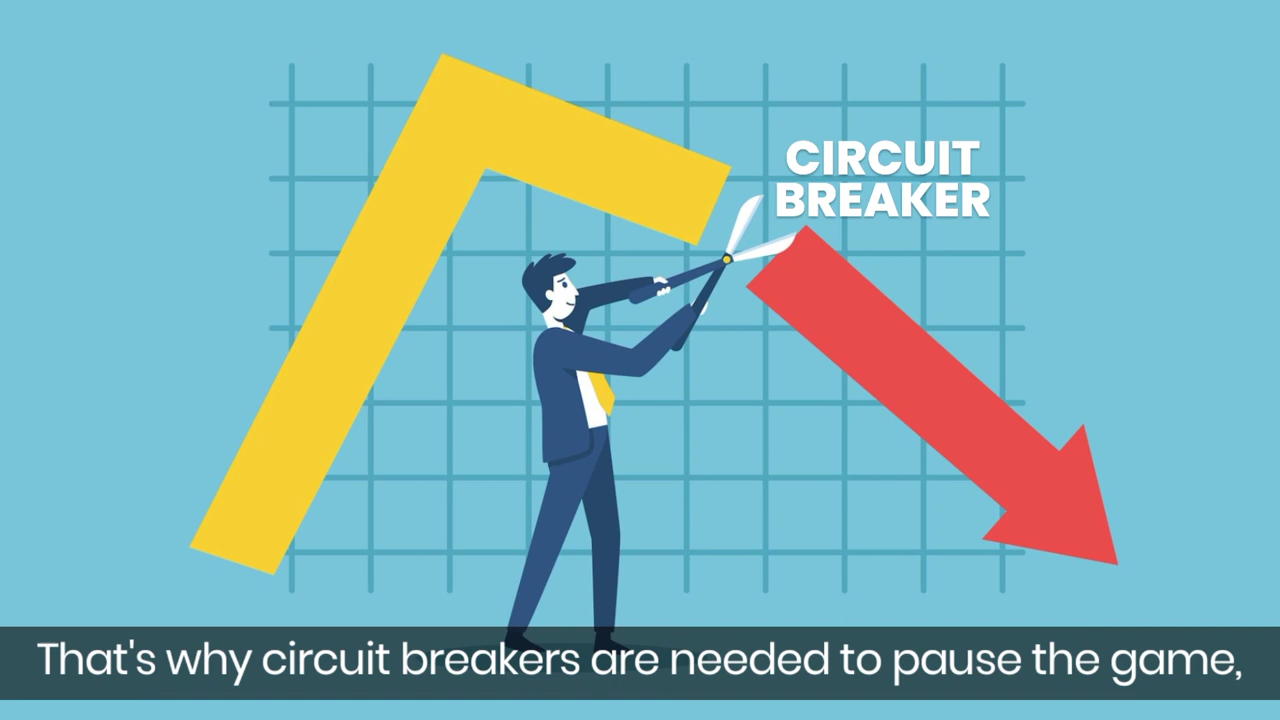 CIRCUIT
BREAKER
That's why circuit breakers are needed to pause the game,